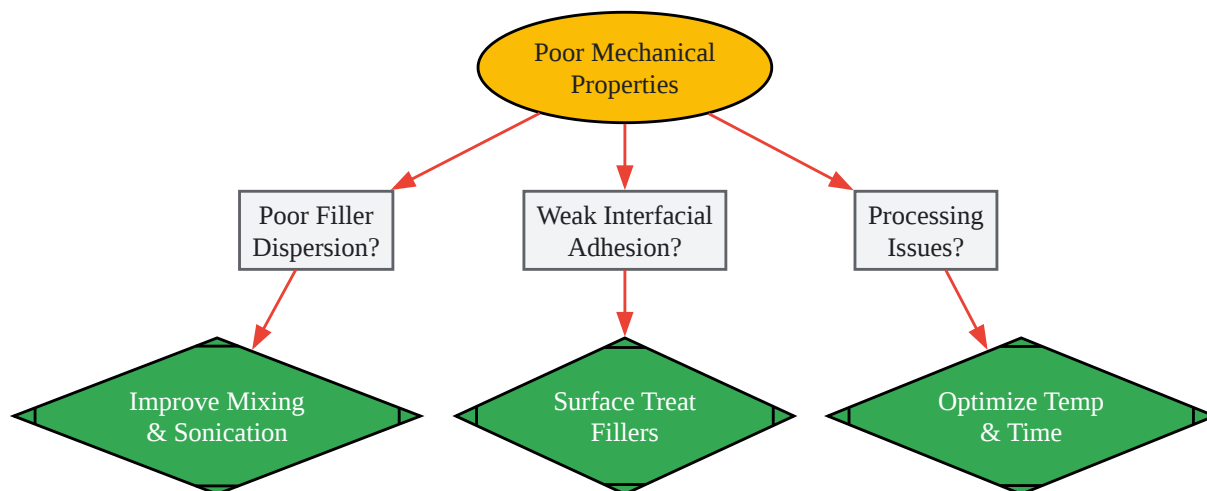 Poor Mechanical
Properties
Poor Filler
Dispersion?
Weak Interfacial
Adhesion?
Processing
Issues?
Improve Mixing
& Sonication
Surface Treat
Fillers
Optimize Temp
& Time